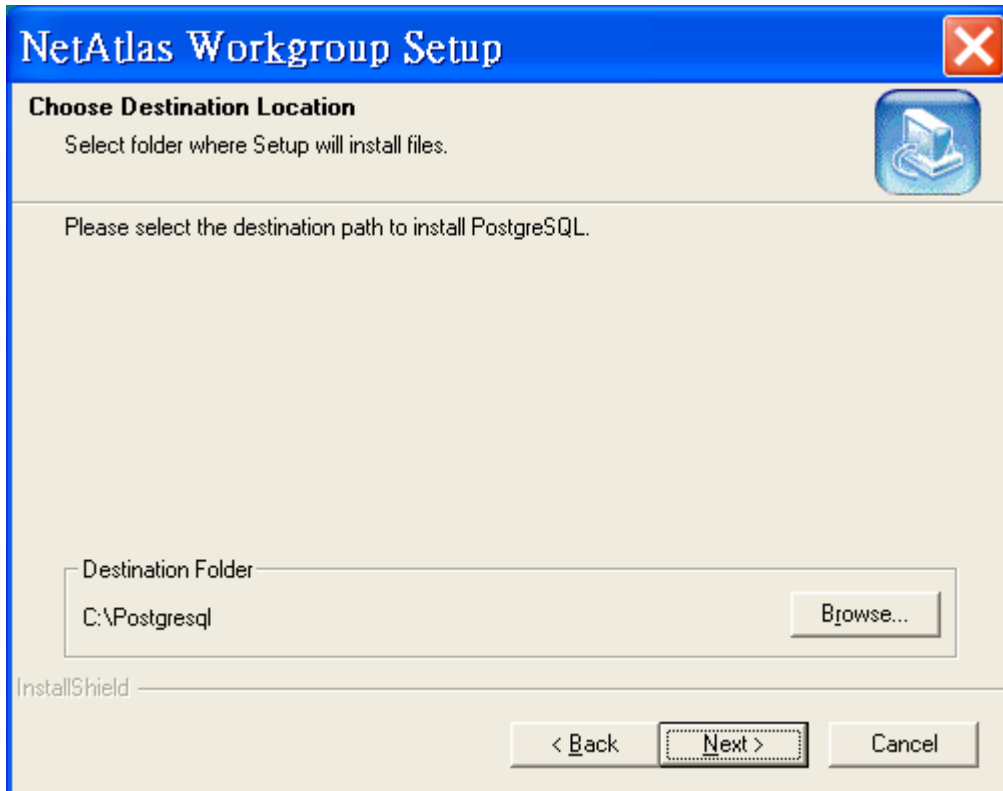 NetAtlas Workgroup Setup
Choose Destination Location
Select folder where Setup will install files.
Please select the destination path to install PostgreSQL.
Destination Folder
C:\Postgresql
Browse...
InstallShield
< Back
Next >
Cancel